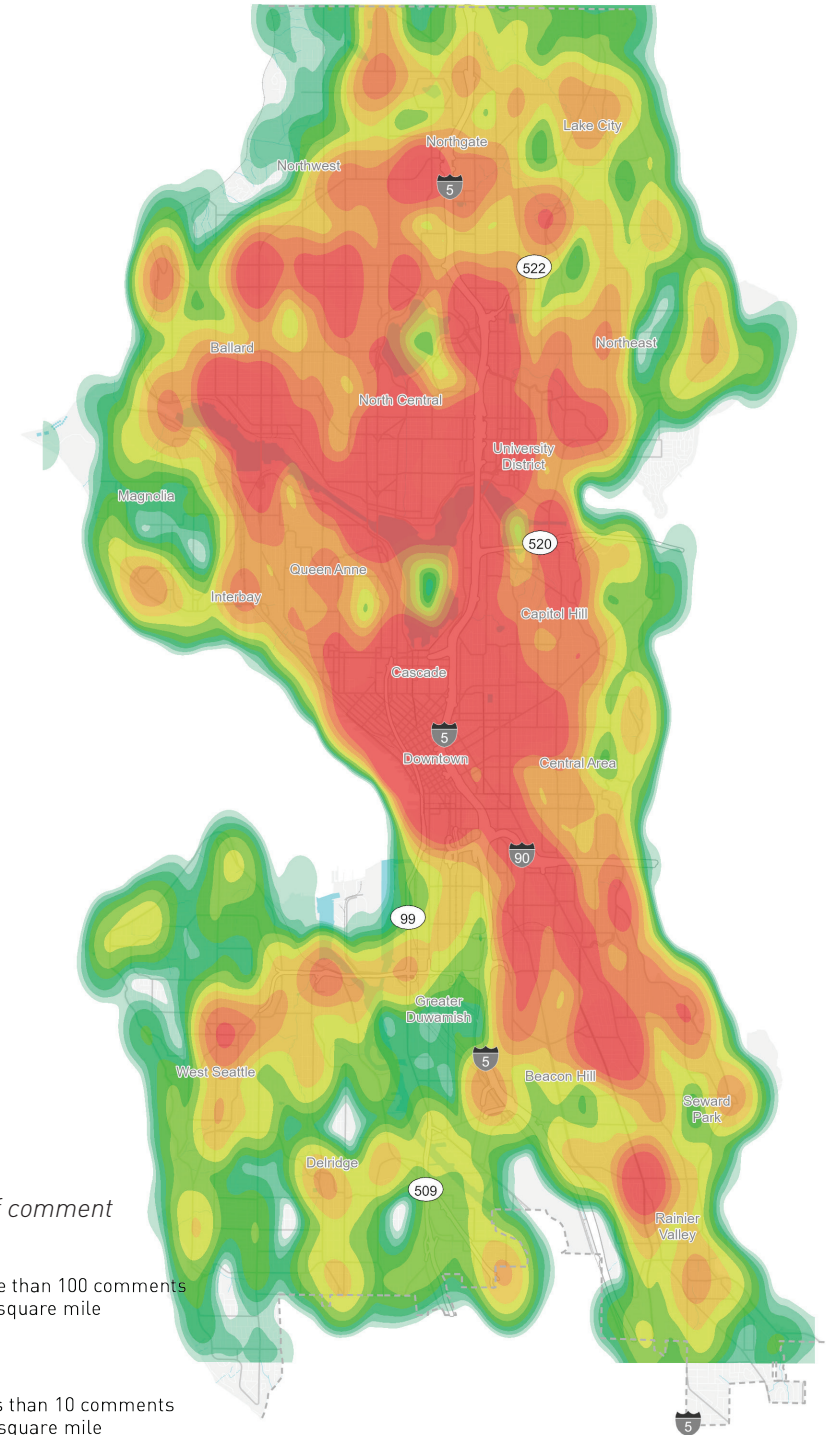 Lake City
Northgate
Northwest
5
522
Ballard
Northeast
North Central
University
District
Magnolia
520
Queen Anne
Interbay
Capitol Hill
Cascade
5
Downtown
Central Area
90
99
Greater
Duwamish
5
West Seattle
Beacon Hill
Seward
Park
Delridge
509
comment
Rainier
Valley
than 100 comments
square mile
than 10 comments
square mile
5